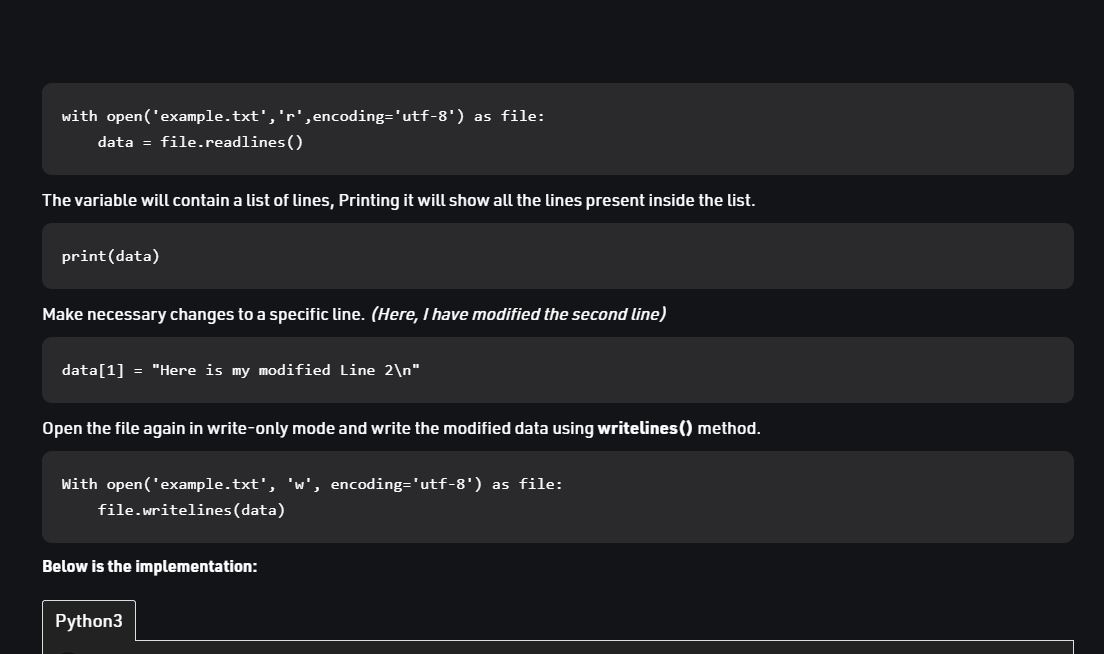 with open('example.txt','r',encoding='utf-8') as file:
    data = file.readlines()
The variable will contain a list of lines, Printing it will show all the lines present inside the list.
print(data)
Make necessary changes to a specific line. (Here, I have modified the second line)
data[1] = "Here is my modified Line 2\n"
Open the file again in write-only mode and write the modified data using writelines() method.
With open('example.txt', 'w', encoding='utf-8') as file:
    file.writelines(data)
Below is the implementation:
Python3